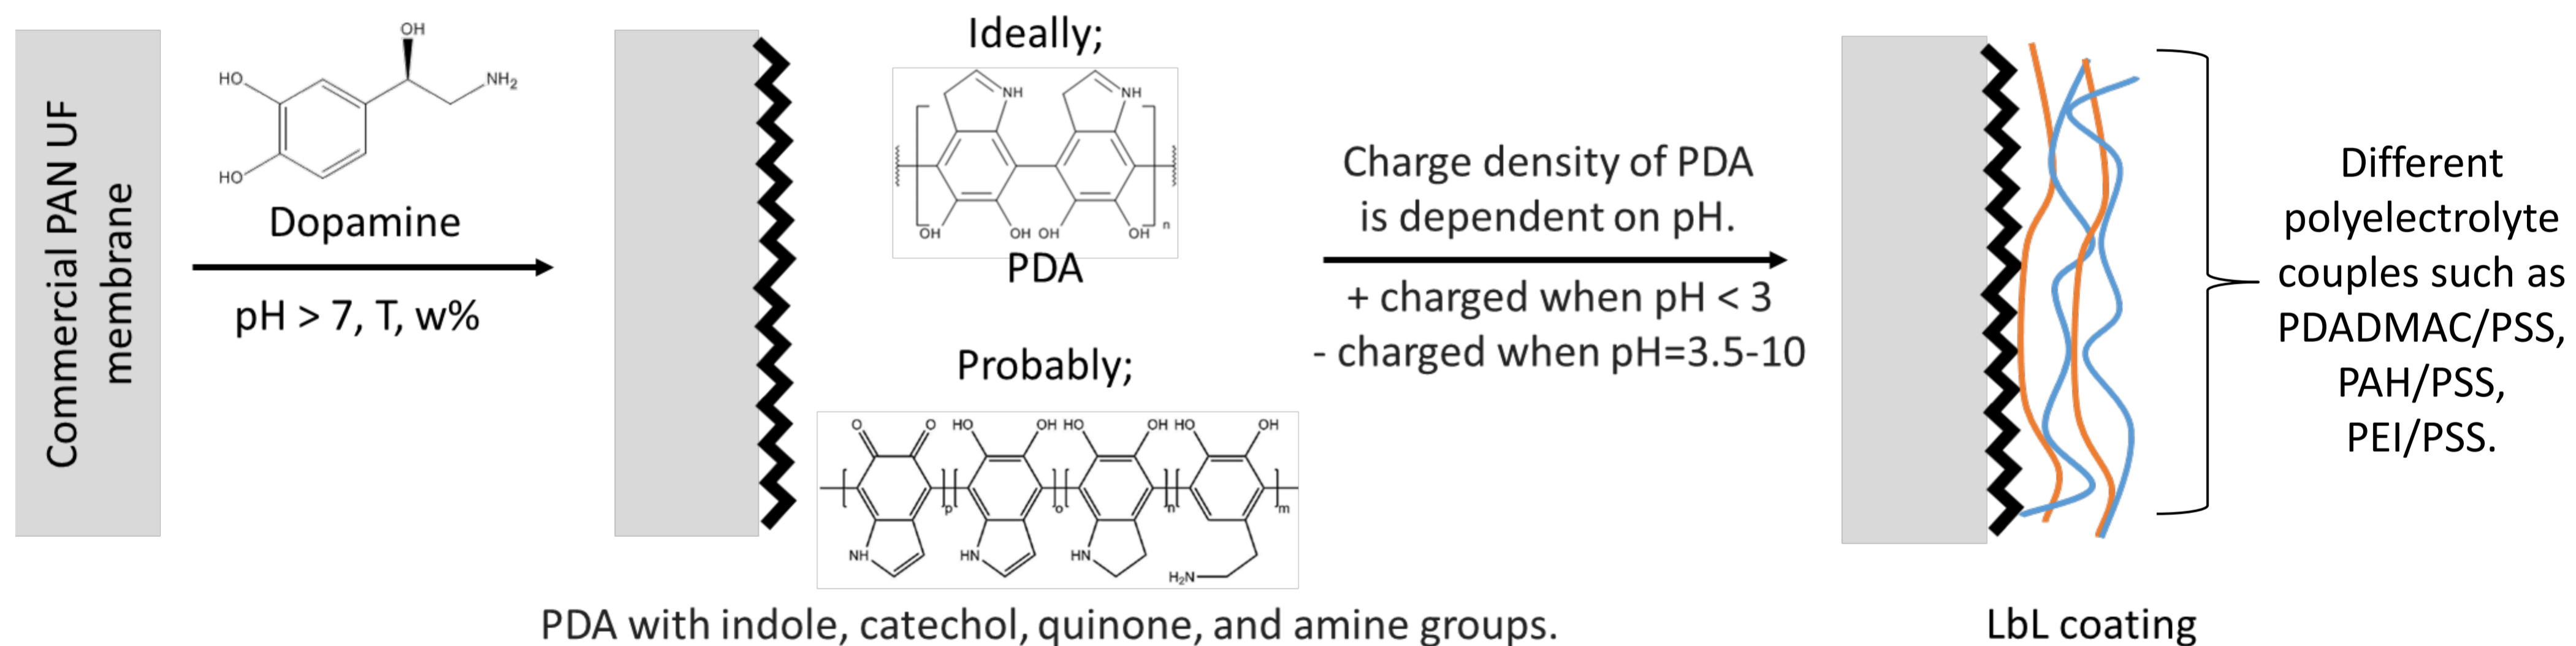 Commercial PAN UF
membrane
OH
HO
NH2
HO
Dopamine
pH > 7, T, w%
Ideally;
NH
NH
OH
OH
OH
OH
n
PDA
Probably;
O
O
HO
OH
HO
OH
HO
OH
p
o
n
m
NH
HN
HN
H2N
PDA with indole, catechol, quinone, and amine groups.
Charge density of PDA
is dependent on pH.
+ charged when pH < 3
- charged when pH=3.5-10
LbL coating
Different
polyelectrolyte
couples such as
PDADMAC/PSS,
PAH/PSS,
PEI/PSS.